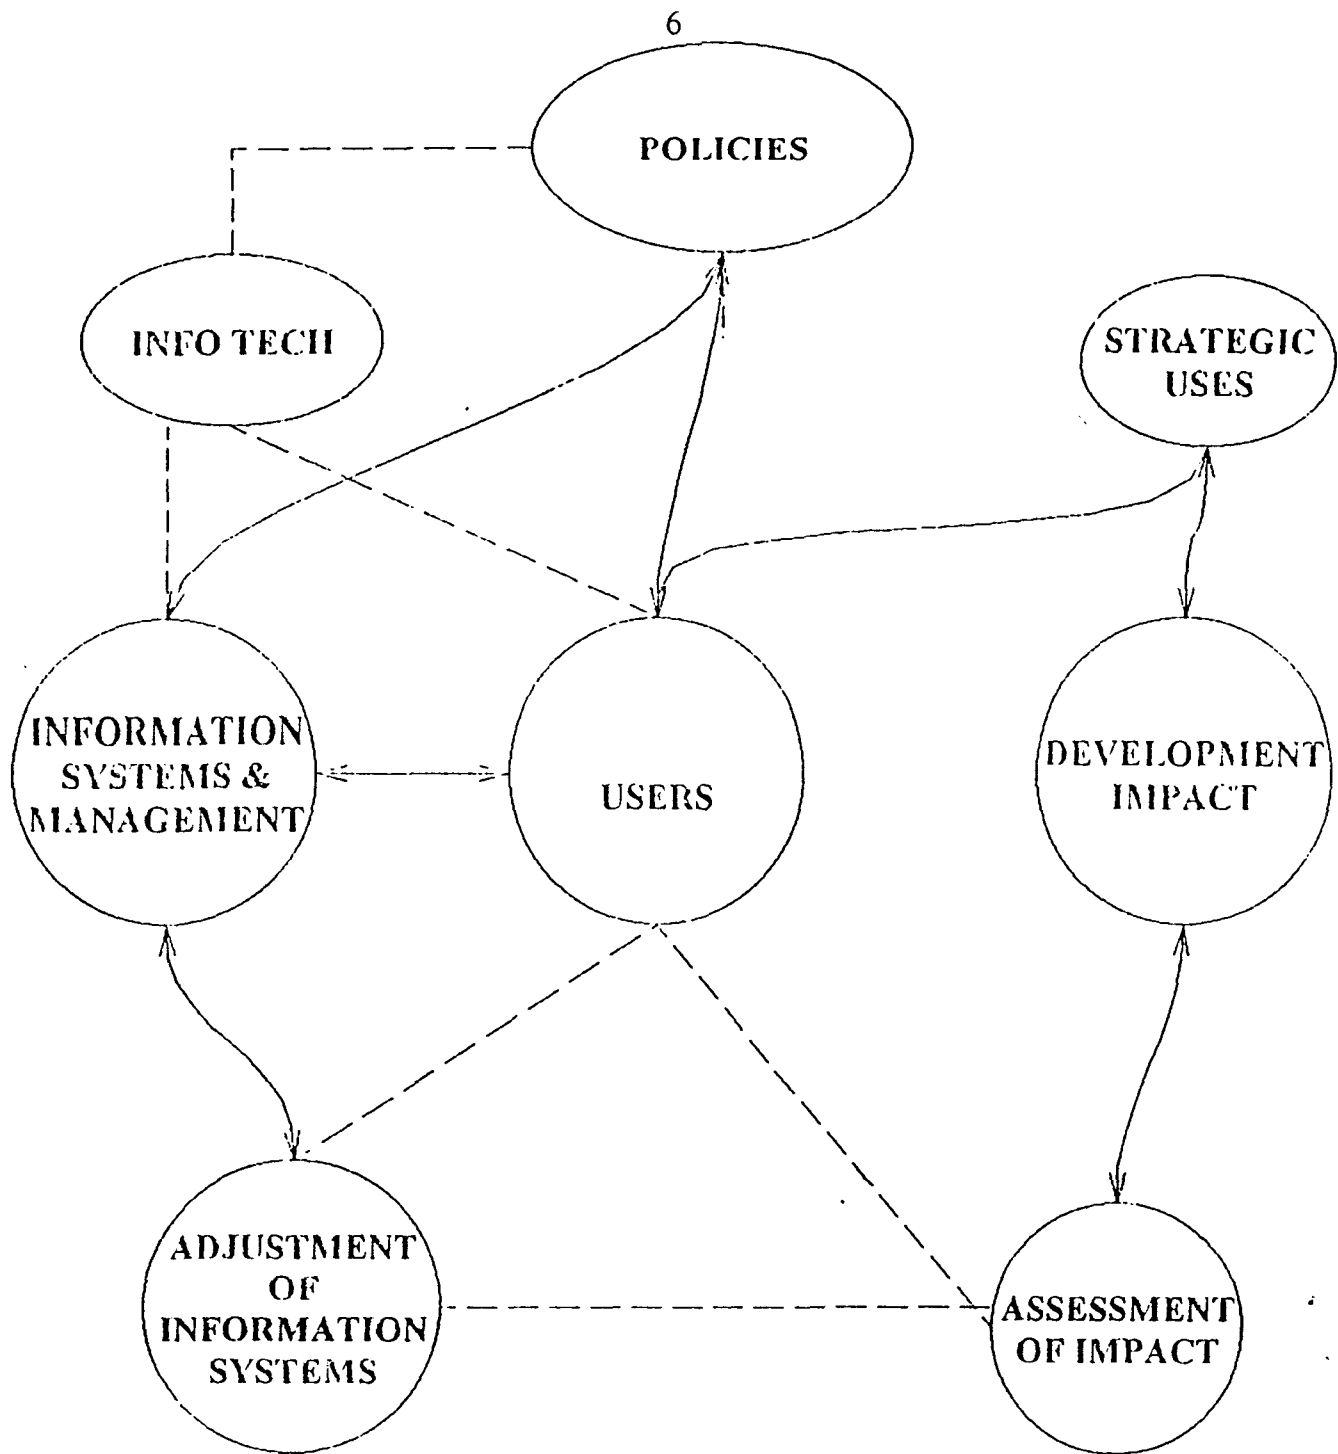 6
POLICIES
INFO TECH
STRATEGIC
USES
INFORMATION
SYSTEMS &
MANAGEMENT
USERS
DEVELOPMENT
IMPACT
ADJUSTMENT
OF
INFORMATION
SYSTEMS
ASSESSMENT
OF IMPACT